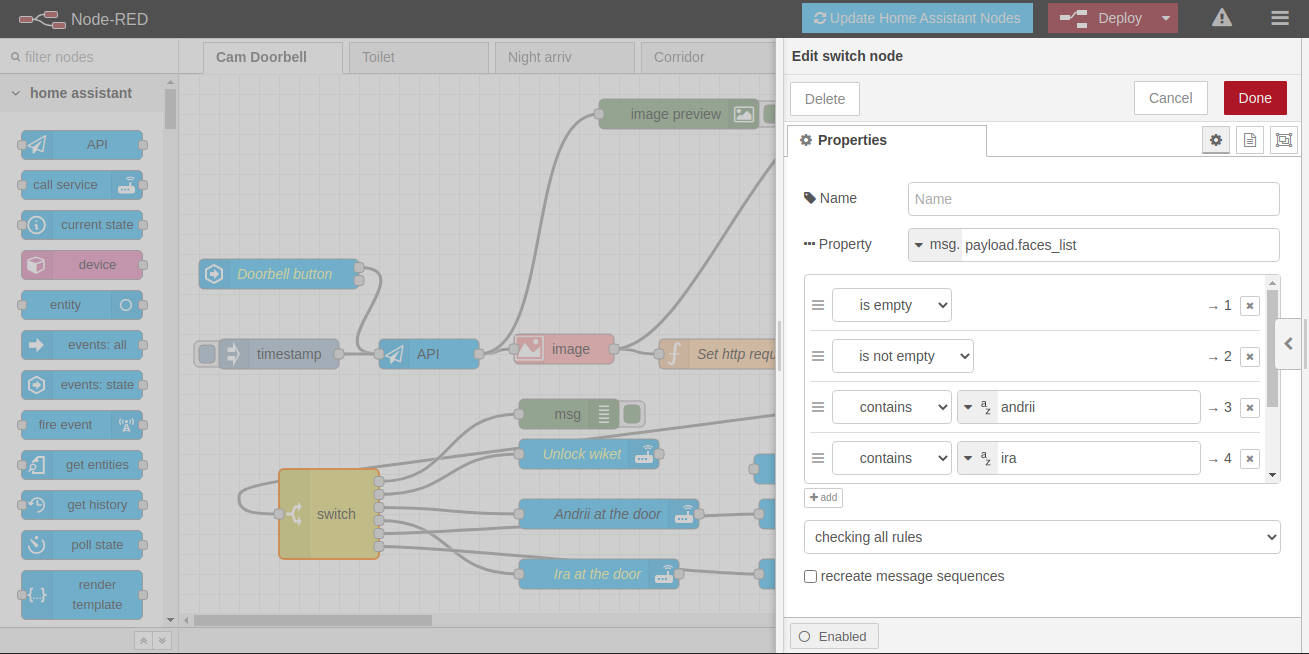 Node-RED
Update Home Assistant Nodes
Deploy
filter nodes
home assistant
API
call service
current state
device
entity
events: all
events: state
fire event
get entities
get history
poll state
render
template
Cam Doorbell
Toilet
Night arriv
Corridor
image preview
Doorbell button
timestamp
API
image
Set http requ
msg
Unlock wiket
switch
Andrii at the door
Ira at the door
Edit switch node
Delete
Cancel
Done
Properties
Name
Name
Property
msg. payload.faces_list
is empty → 1
is not empty → 2
contains az andrii → 3
contains az ira → 4
+ add
checking all rules
recreate message sequences
Enabled